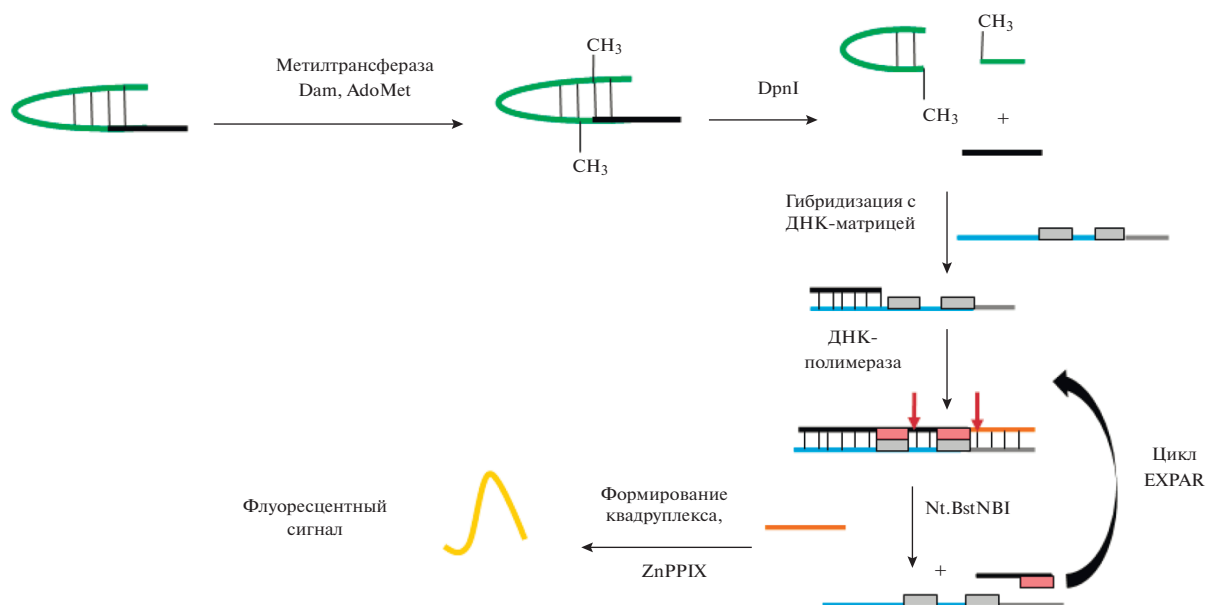 CH₃
Метилтрансфераза
Dam, AdoMet
CH₃
DpnI
CH₃
CH₃
+
Гибридизация с
ДНК-матрицей
ДНК-
полимераза
Цикл
EXPAR
Nt.BstNBI
+
Формирование
квадруплекса,
ZnPPIX
Флуоресцентный
сигнал